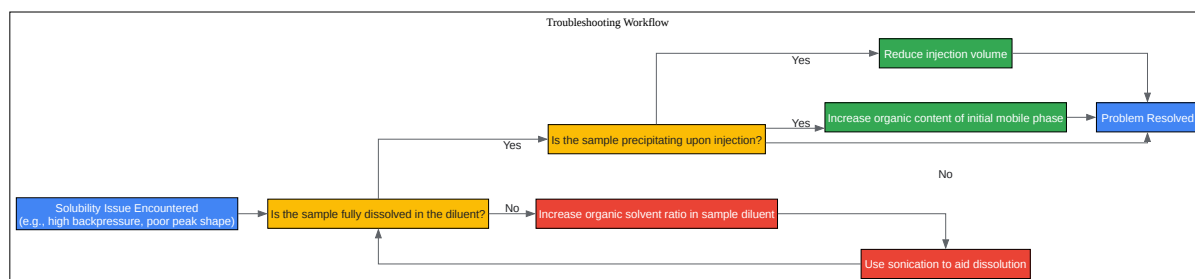 Troubleshooting Workflow
Reduce injection volume
Yes
Increase organic content of initial mobile phase
Problem Resolved
Yes
Is the sample precipitating upon injection?
Yes
No
Solubility Issue Encountered
(e.g., high backpressure, poor peak shape)
Is the sample fully dissolved in the diluent?
No
Increase organic solvent ratio in sample diluent
Use sonication to aid dissolution